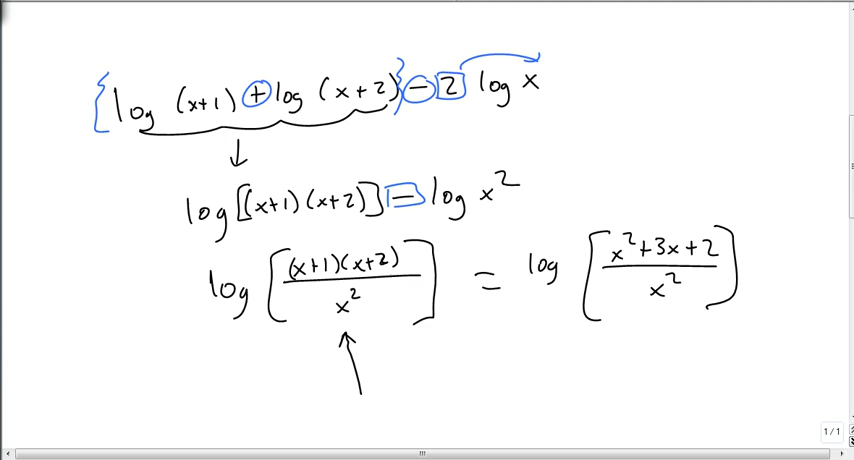 {log (x+1) + log (x+2)} - 2 log x
log[(x+1)(x+2)] - log x²
log [(x+1)(x+2) / x²] = log [x²+3x+2 / x²]
1/1